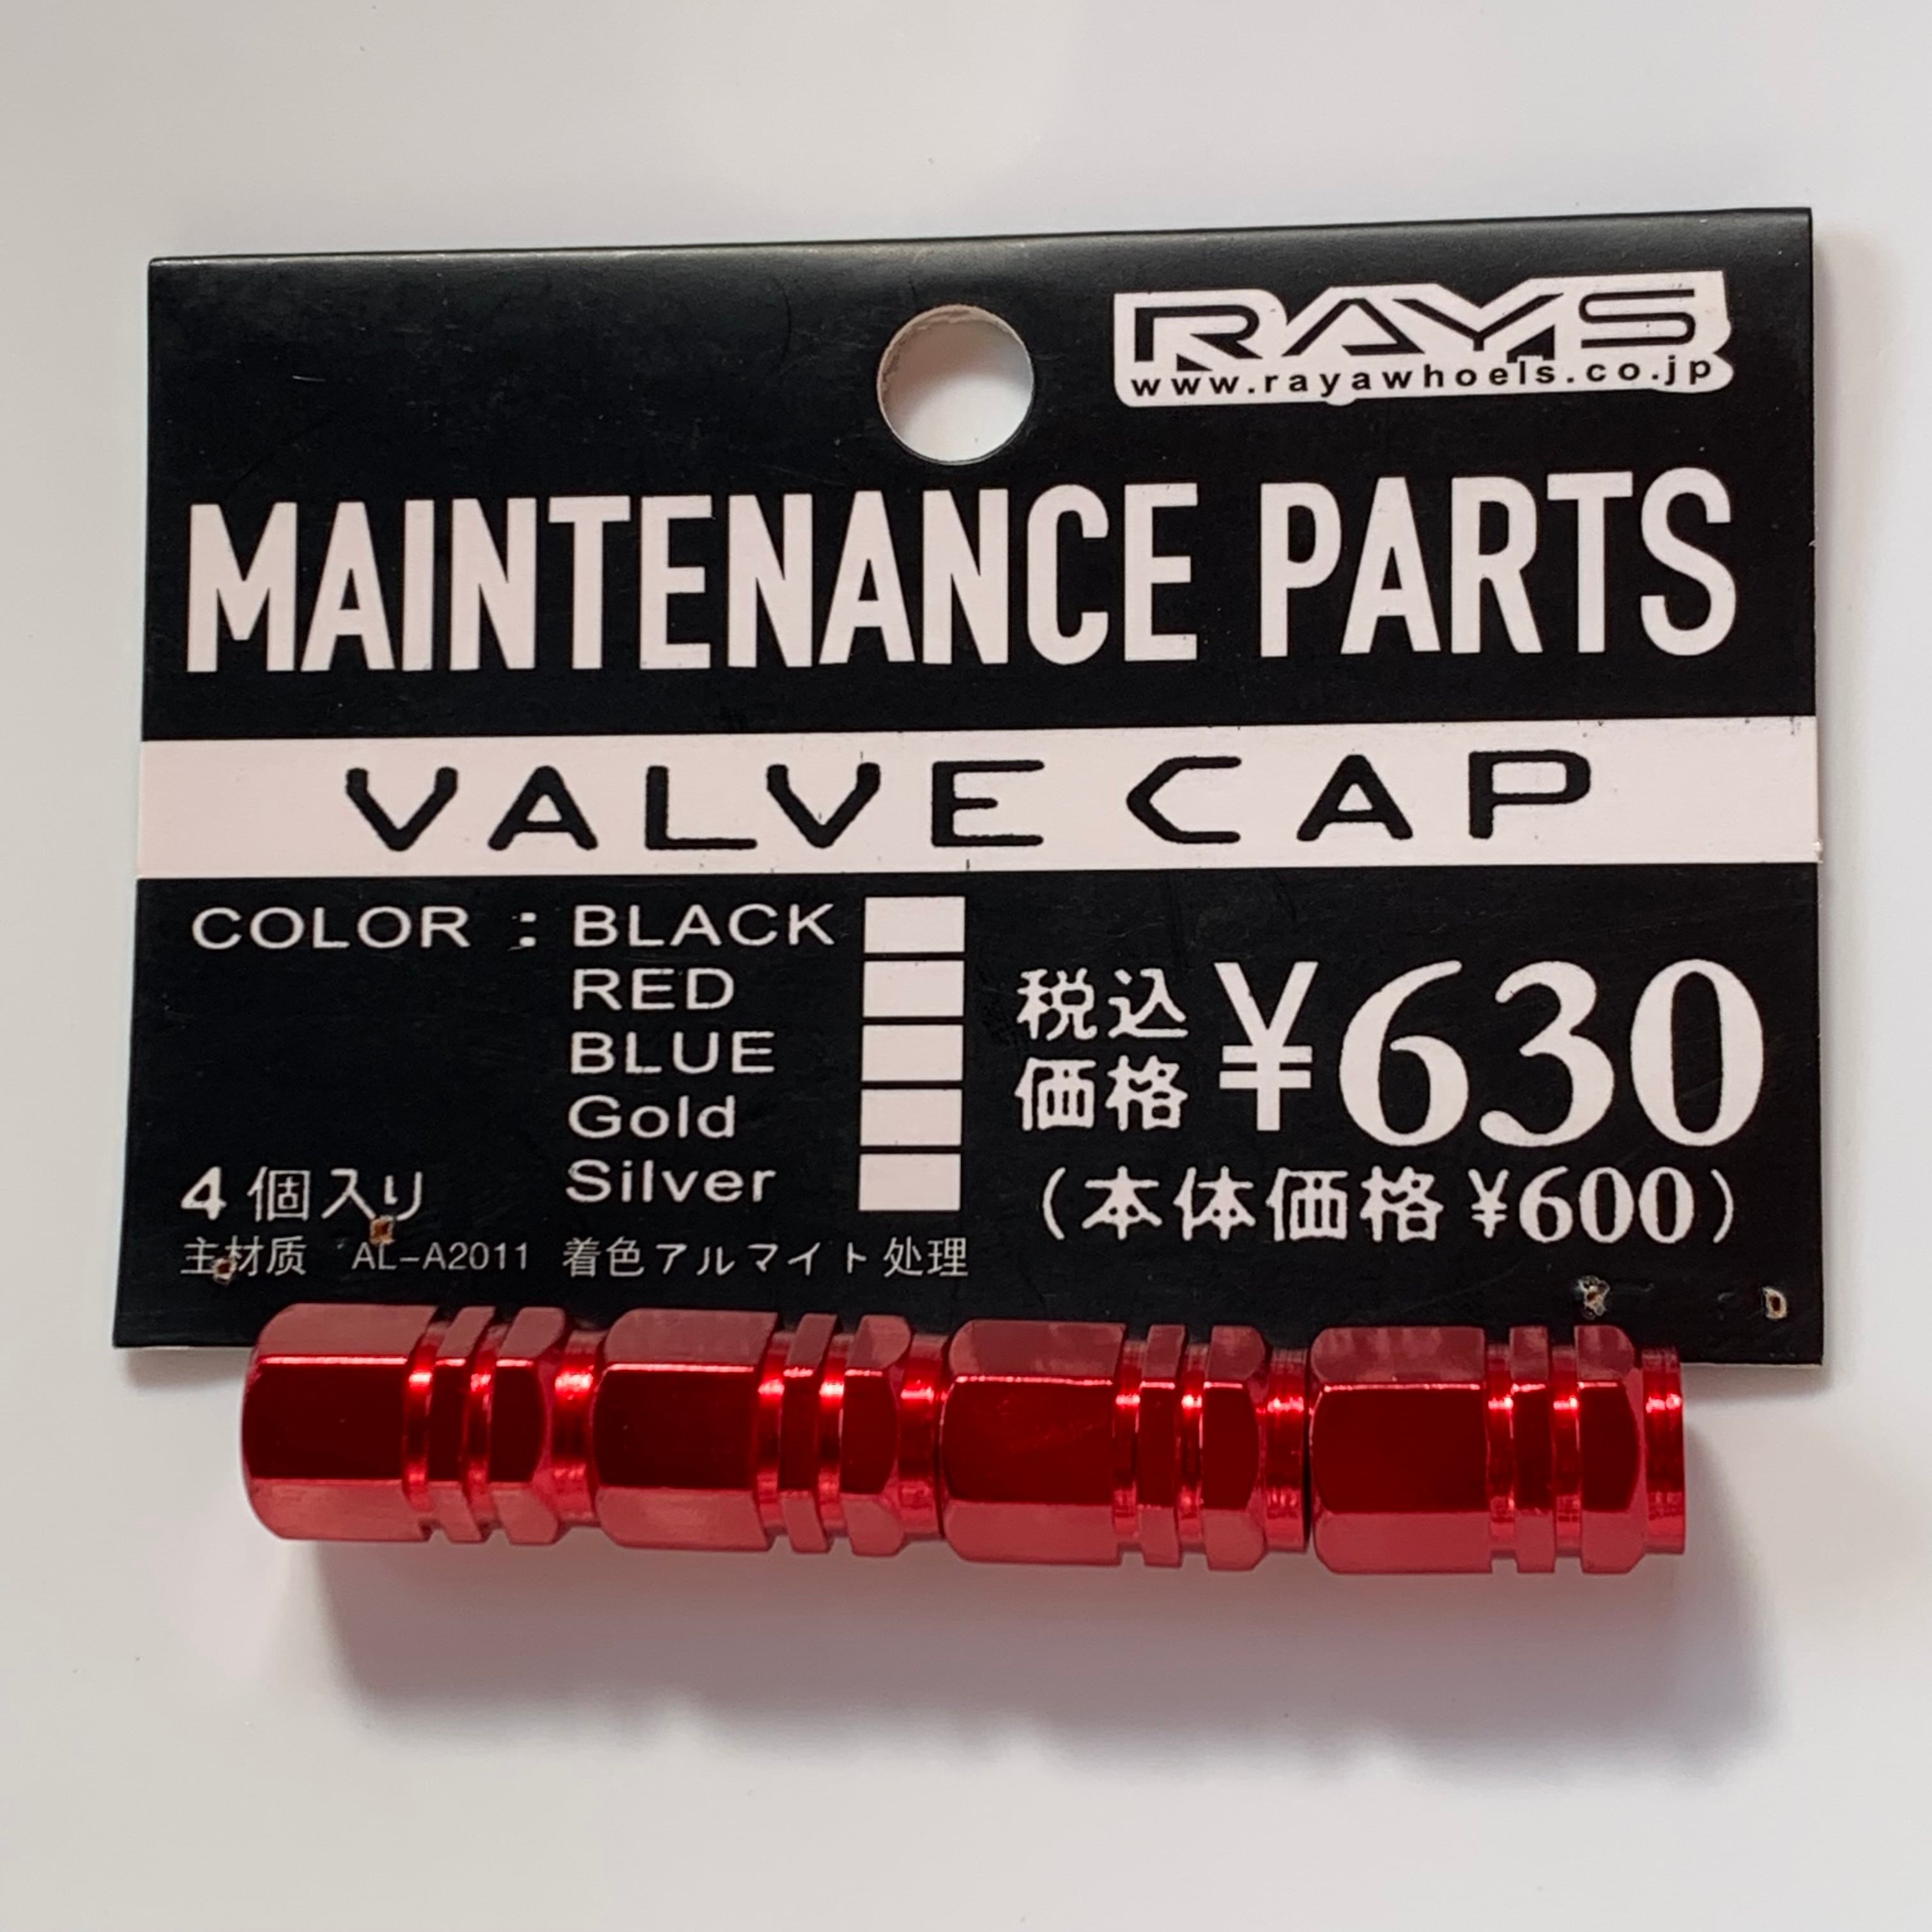 RAYS
www.rayawhoels.co.jp
MAINTENANCE PARTS
VALVE CAP
COLOR : BLACK
RED
BLUE
Gold
Silver
税込
価格 ¥630
(本体価格 ¥600)
4個入り
主材质 AL-A2011 着色アルマイト处理